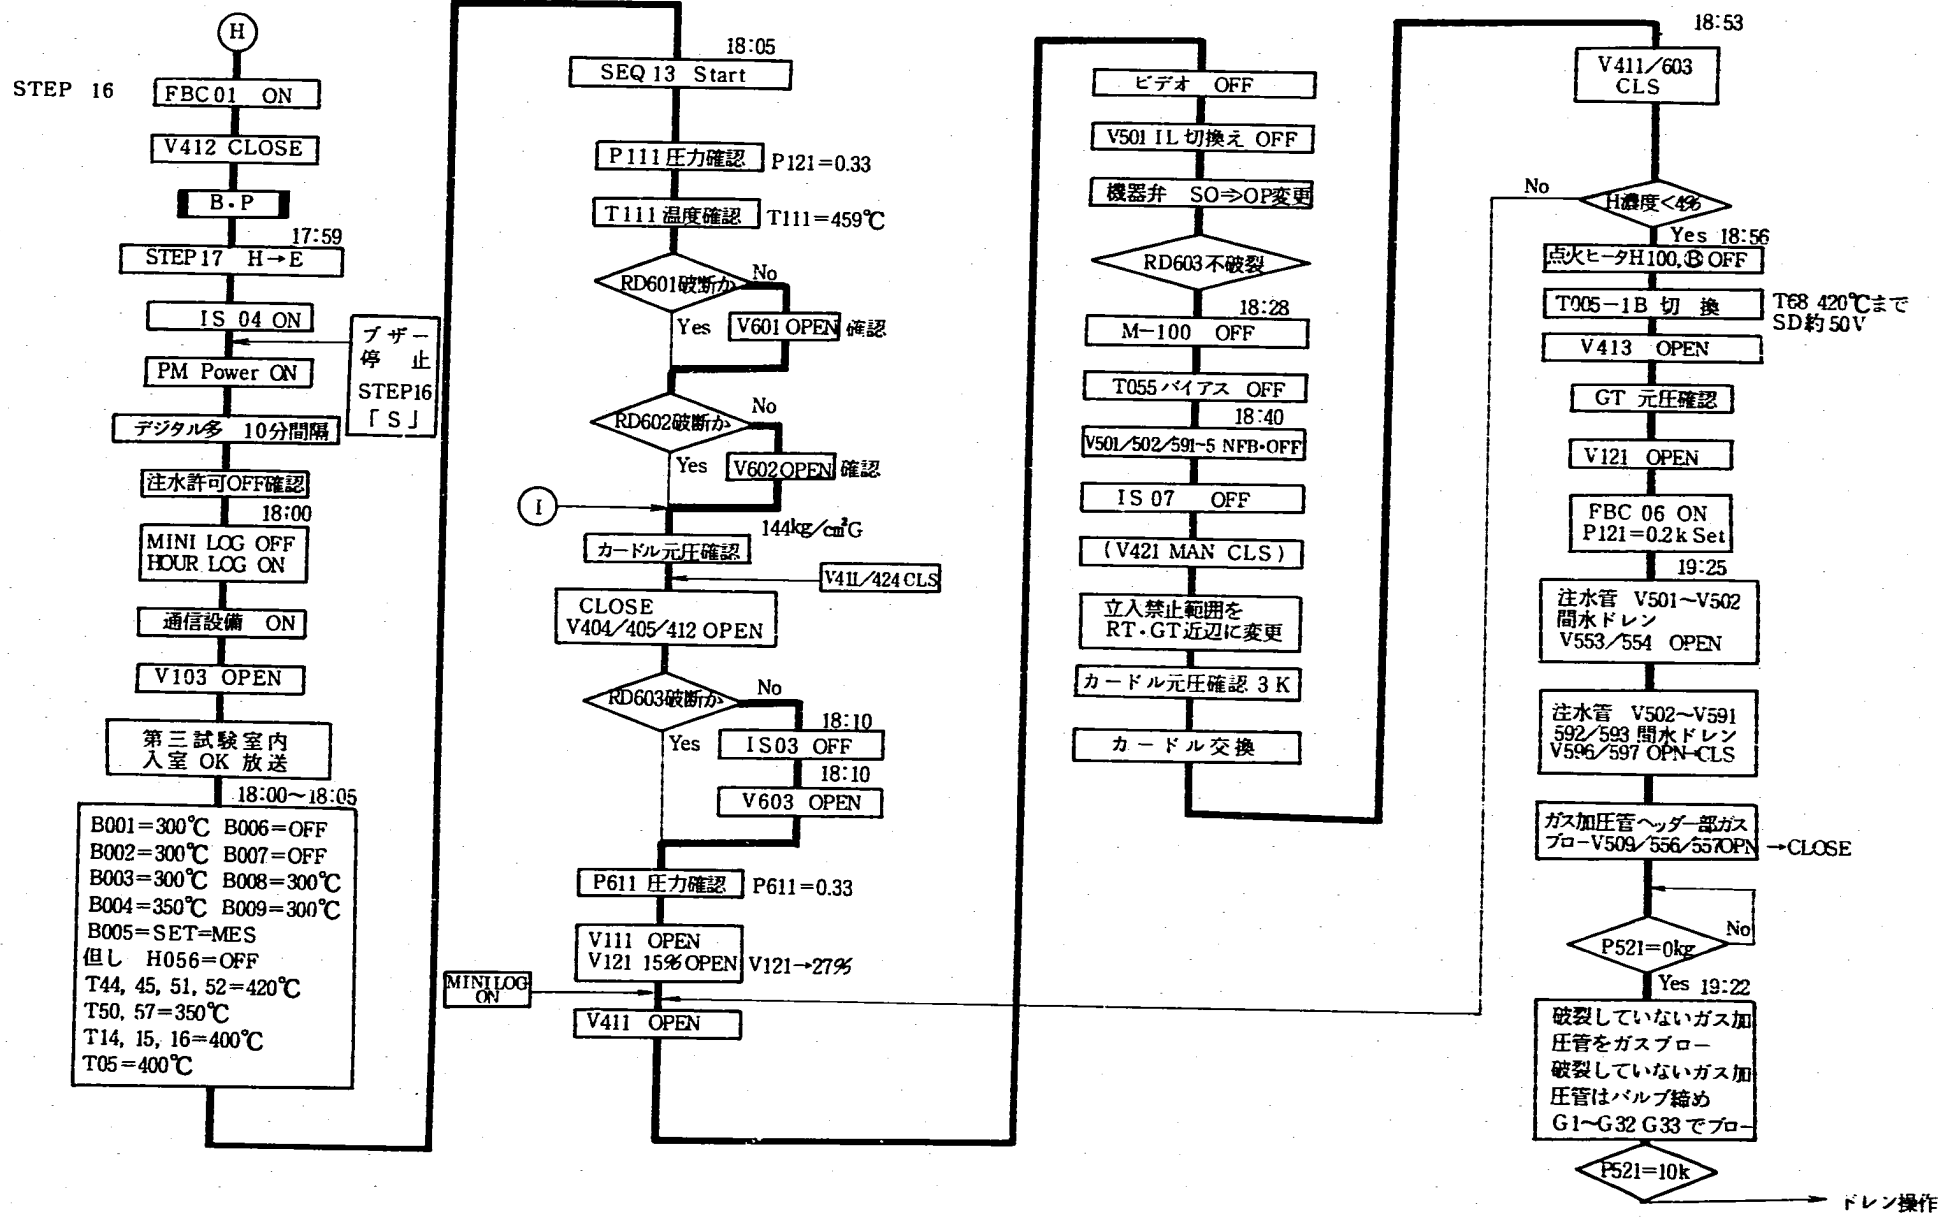 H
STEP 16
FBC01 ON
V412 CLOSE
B・P
17:59
STEP17 H→E
IS 04 ON
ブザー
停 止
STEP16
「S」
PM Power ON
デジタル多 10分間隔
注水許可OFF確認
18:00
MINI LOG OFF
HOUR LOG ON
通信設備 ON
V103 OPEN
第三試験室内
入室 OK 放送
18:00～18:05
B001=300℃ B006=OFF
B002=300℃ B007=OFF
B003=300℃ B008=300℃
B004=350℃ B009=300℃
B005=SET=MES
但し H056=OFF
T44, 45, 51, 52=420℃
T50, 57=350℃
T14, 15, 16=400℃
T05=400℃
18:05
SEQ 13 Start
P111圧力確認 P121=0.33
T111温度確認 T111=459℃
RD601破断か No
Yes
V601 OPEN 確認
RD602破断か No
Yes
V602 OPEN 確認
I
144kg/cm²G
カードル元圧確認
V411/424 CLS
CLOSE
V404/405/412 OPEN
RD603破断か No
Yes
18:10
IS03 OFF
18:10
V603 OPEN
P611 圧力確認 P611=0.33
V111 OPEN
V121 15% OPEN V121→27%
MINI LOG
ON
V411 OPEN
ビデオ OFF
V501 IL 切換え OFF
機器弁 SO⇒OP変更
RD603不破裂
18:28
M-100 OFF
T055バイアス OFF
18:40
V501/502/591~5 NFB・OFF
IS 07 OFF
(V421 MAN CLS)
立入禁止範囲を
RT・GT近辺に変更
カードル元圧確認 3 K
カードル交換
18:53
V411/603
CLS
No
H濃度<4%
Yes 18:56
点火ヒータH100, Ⓑ OFF
T005-1B 切 換 T68 420℃まで
SD約50V
V413 OPEN
GT 元圧確認
V121 OPEN
FBC 06 ON
P121=0.2k Set
19:25
注水管 V501～V502
間水ドレン
V553/554 OPEN
注水管 V502～V591
592/593 間水ドレン
V596/597 OPN→CLS
ガス加圧管ヘッダー部ガス
ブローV509/556/557OPN →CLOSE
No
P521=0kg
Yes 19:22
破裂していないガス加
圧管をガスブロー
破裂していないガス加
圧管はバルブ締め
G1~G32 G33でブロー
P521=10k
ドレン操作